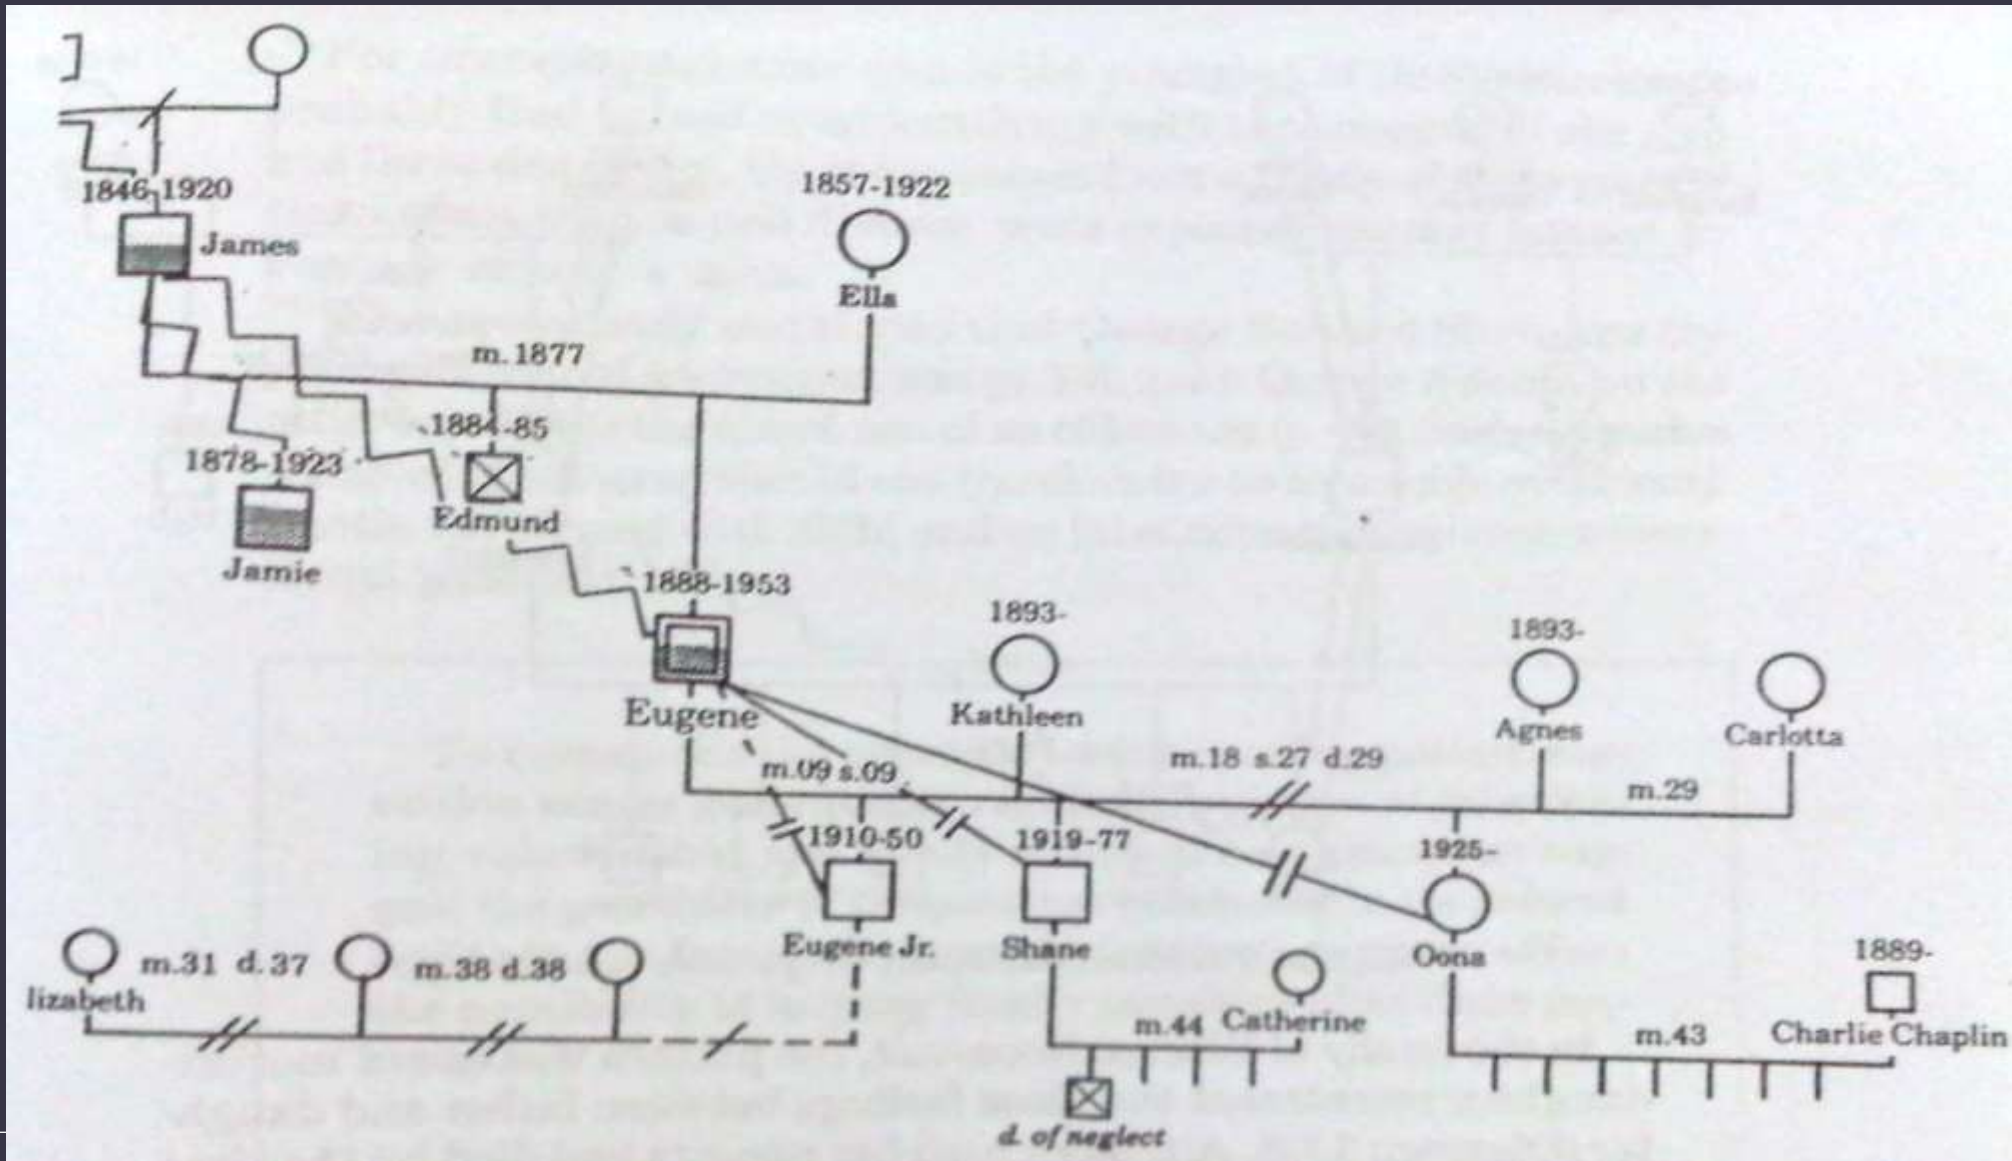 1846-1920
James
1857-1922
Ella
m. 1877
1884-85
Edmund
1878-1923
Jamie
1888-1953
Eugene
1893-
Kathleen
1893-
Agnes
Carlotta
m.09 s.09
m.18 s.27 d.29
m.29
1910-50
Eugene Jr.
1919-77
Shane
1925-
Oona
lizabeth
m.31 d.37
m.38 d.38
m.44
Catherine
d. of neglect
m.43
1889-
Charlie Chaplin